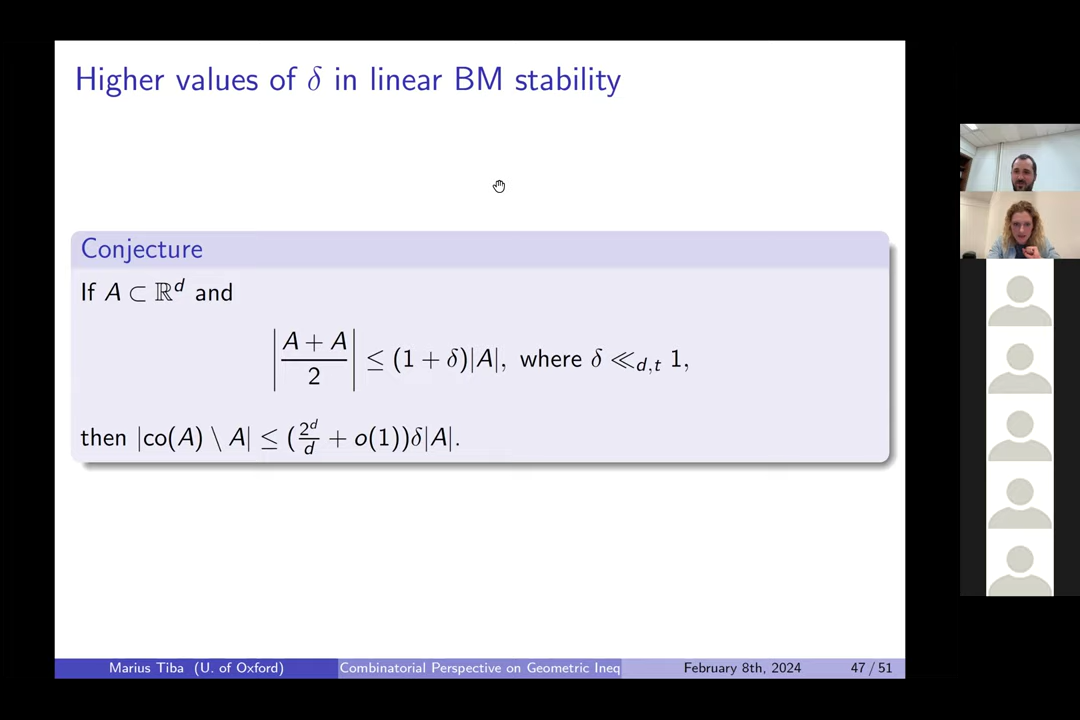 Higher values of δ in linear BM stability
Conjecture
If A ⊂ ℝ^d and
|(A + A)/2| ≤ (1 + δ)|A|, where δ ≪_{d,t} 1,
then |co(A) \ A| ≤ (2^d/d + o(1))δ|A|.
Marius Tiba (U. of Oxford) Combinatorial Perspective on Geometric Ineq February 8th, 2024 47 / 51